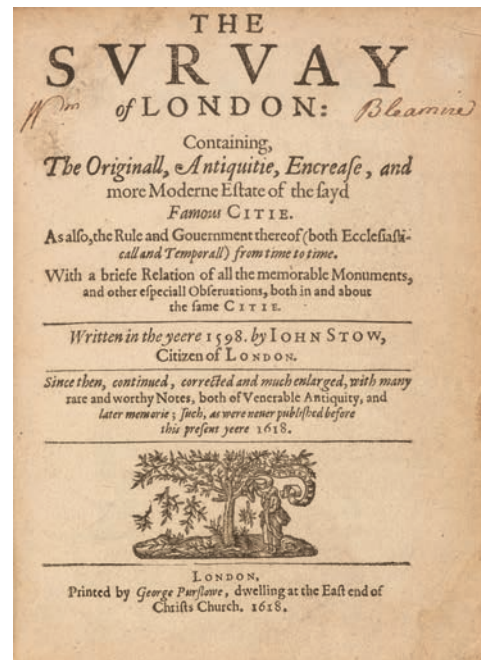 THE
SVRVAY
of LONDON:
Wm Bleamire
Containing,
The Originall, Antiquitie, Encreaſe, and
more Moderne Eſtate of the ſayd
Famous CITIE.
As alſo, the Rule and Gouernment thereof (both Eccleſiaſti-
call and Temporall) from time to time.
With a briefe Relation of all the memorable Monuments,
and other eſpeciall Obſeruations, both in and about
the ſame CITIE.
Written in the yeere 1598. by IOHN STOW,
Citizen of LONDON.
Since then, continued, corrected and much enlarged, with many
rare and worthy Notes, both of Venerable Antiquity, and
later memorie; ſuch, as were neuer publiſhed before
this preſent yeere 1618.
LONDON,
Printed by George Purſlowe, dwelling at the Eaſt end of
Chriſts Church. 1618.